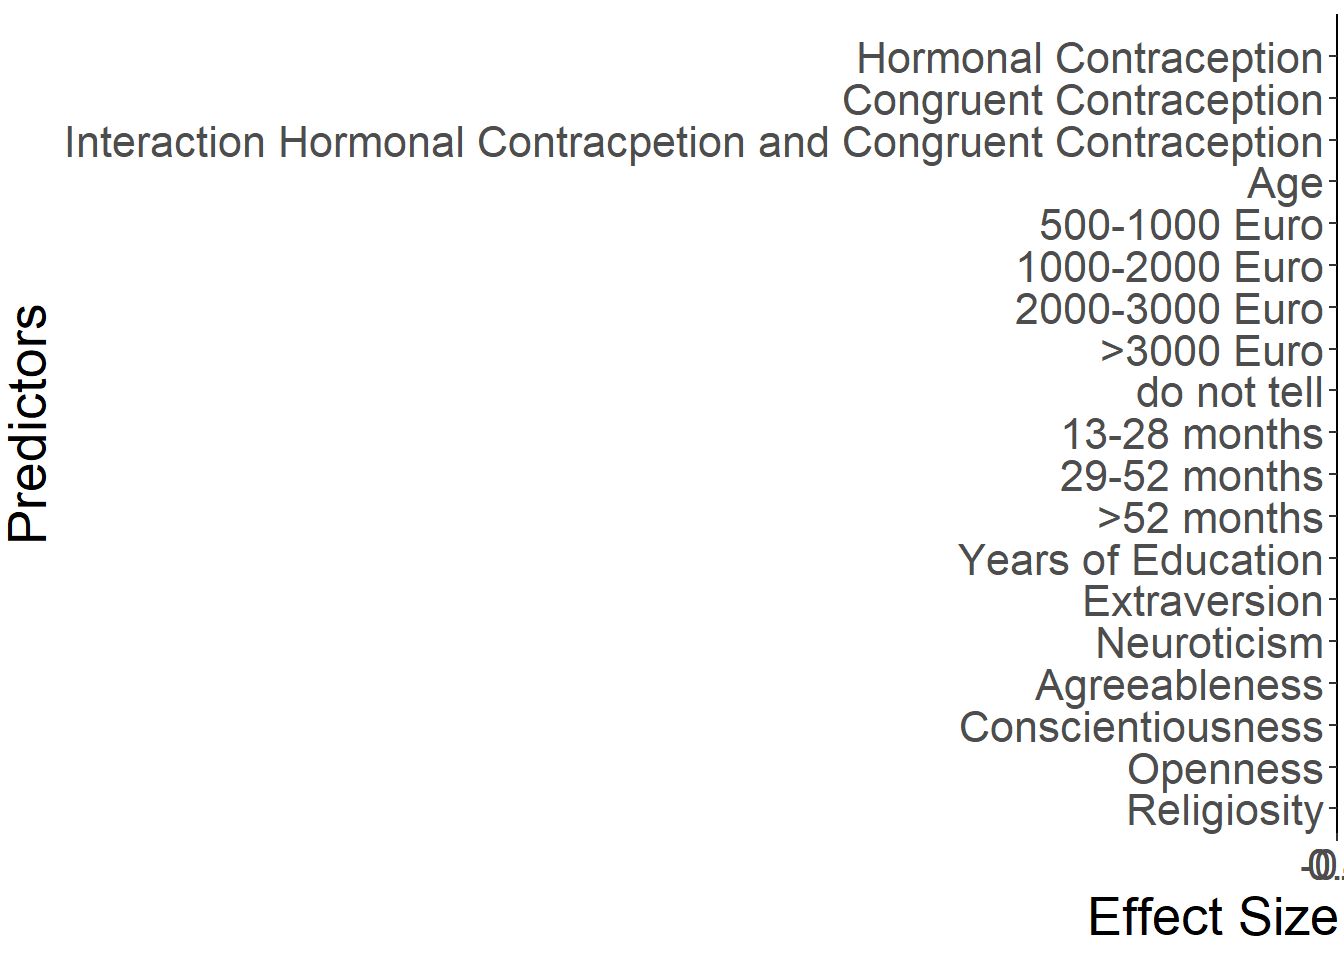 Hormonal Contraception
Congruent Contraception
Interaction Hormonal Contracpetion and Congruent Contraception
Age
500-1000 Euro
1000-2000 Euro
2000-3000 Euro
>3000 Euro
do not tell
13-28 months
29-52 months
>52 months
Years of Education
Extraversion
Neuroticism
Agreeableness
Conscientiousness
Openness
Religiosity
Predictors
Effect Size